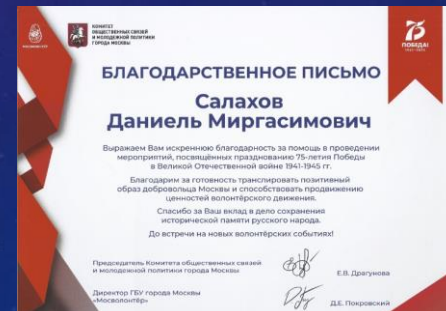 КОМИТЕТ
ОБЩЕСТВЕННЫХ СВЯЗЕЙ
И МОЛОДЕЖНОЙ ПОЛИТИКИ
ГОРОДА МОСКВЫ
75
ПОБЕДА!
1945-2020
БЛАГОДАРСТВЕННОЕ ПИСЬМО
Салахов
Даниель Миргасимович
Выражаем Вам искреннюю благодарность за помощь в проведении
мероприятий, посвящённых празднованию 75-летия Победы
в Великой Отечественной войне 1941-1945 гг.
Благодарим за готовность транслировать позитивный
образ добровольца Москвы и способствовать продвижению
ценностей волонтёрского движения.
Спасибо за Ваш вклад в дело сохранения
исторической памяти русского народа.
До встречи на новых волонтёрских событиях!
Председатель Комитета общественных связей
и молодежной политики города Москвы
Е.В. Драгунова
Директор ГБУ города Москвы
«Мосволонтёр»
Д.Е. Покровский